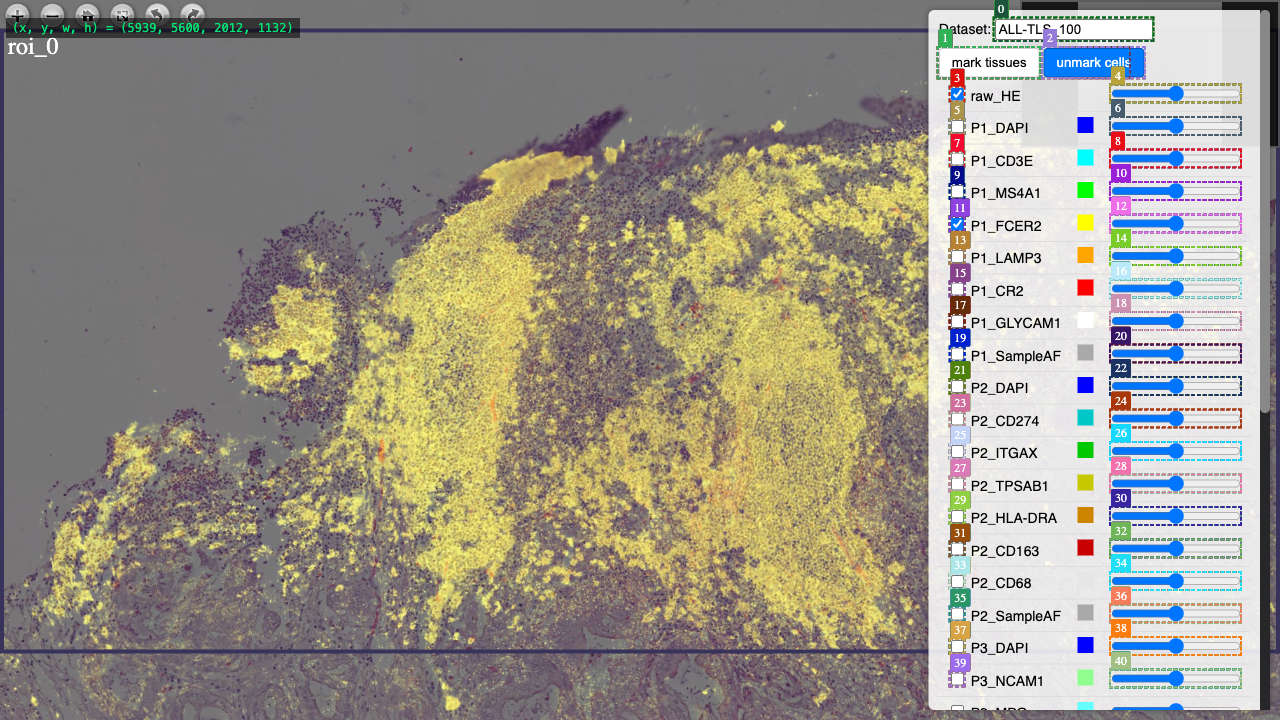 (x, y, w, h) = (5939, 5600, 2012, 1132)
roi_0
0
Dataset: ALL-TLS_100
1
2
mark tissues
unmark cells
3
raw_HE
4
5
P1_DAPI
6
7
P1_CD3E
8
9
P1_MS4A1
10
11
P1_FCER2
12
13
P1_LAMP3
14
15
P1_CR2
16
17
P1_GLYCAM1
18
19
P1_SampleAF
20
21
P2_DAPI
22
23
P2_CD274
24
25
P2_ITGAX
26
27
P2_TPSAB1
28
29
P2_HLA-DRA
30
31
P2_CD163
32
33
P2_CD68
34
35
P2_SampleAF
36
37
P3_DAPI
38
39
P3_NCAM1
40